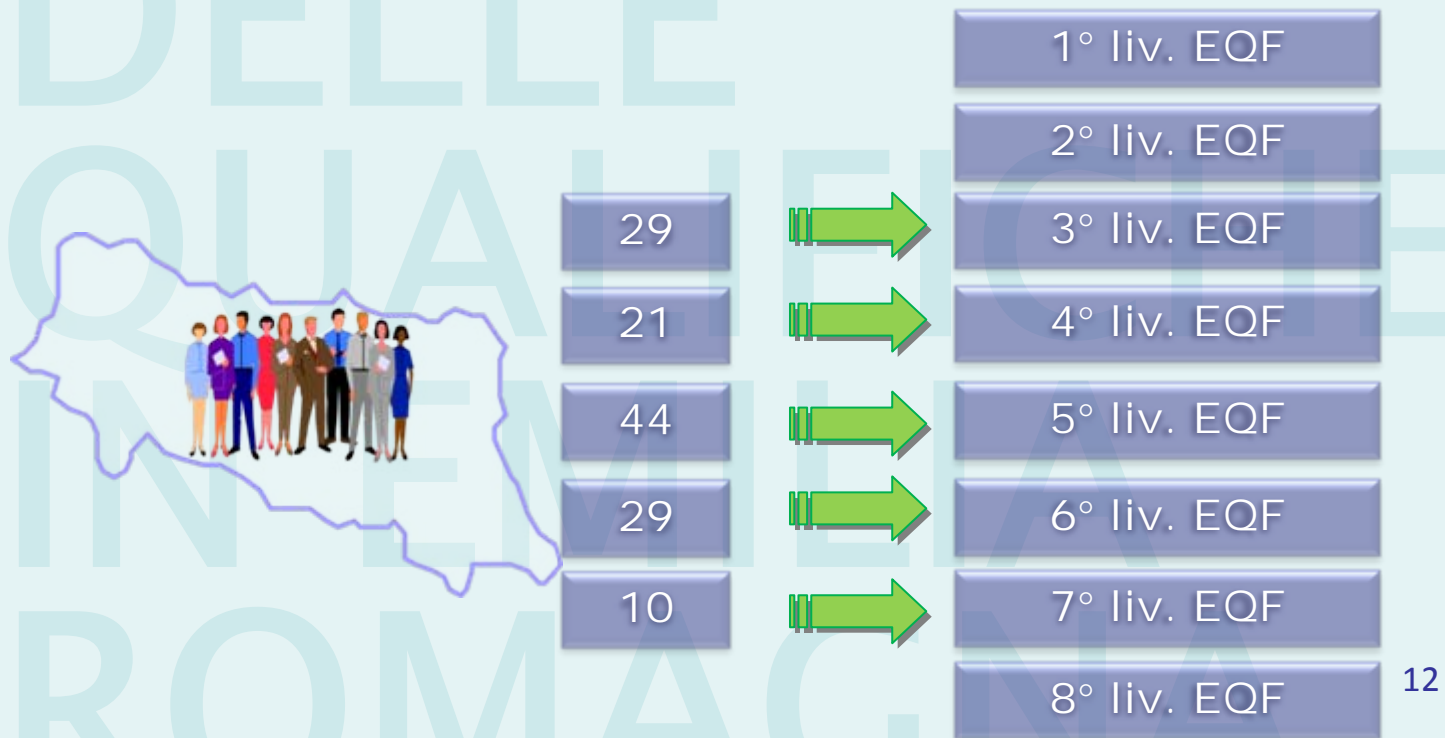 DELLE
QUALIFICHE
IN EMILIA
ROMAGNA
1° liv. EQF
2° liv. EQF
29 3° liv. EQF
21 4° liv. EQF
44 5° liv. EQF
29 6° liv. EQF
10 7° liv. EQF
8° liv. EQF
12